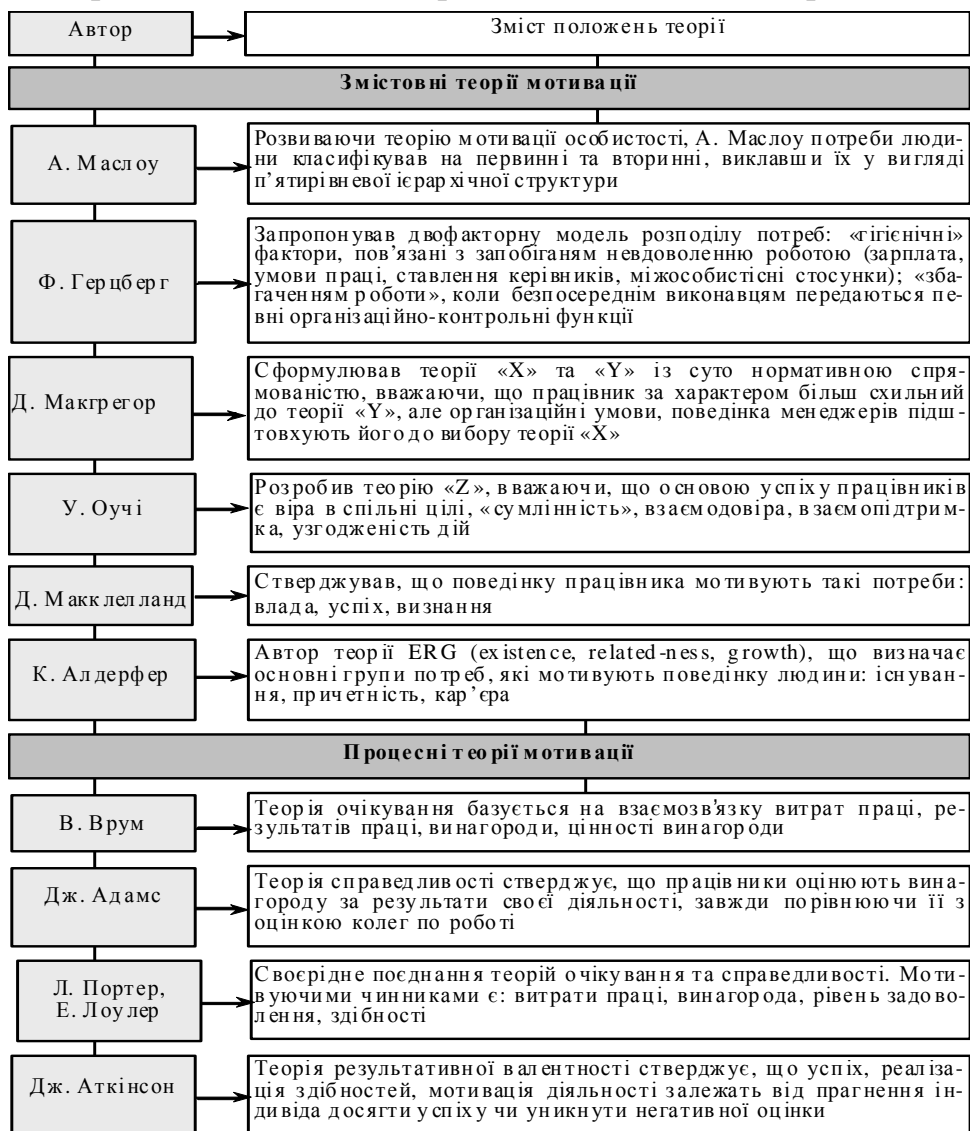 Автор
Зміст положень теорії
Змістовні теорії мотивації
А. Маслоу
Розвиваючи теорію мотивації особистості, А. Маслоу потреби люди-
ни класифікував на первинні та вторинні, виклавши їх у вигляді
п’ятирівневої ієрархічної структури
Ф. Герцберг
Запропонував двофакторну модель розподілу потреб: «гігієнічні»
фактори, пов’язані з запобіганям невдоволенню роботою (зарплата,
умови праці, ставлення керівників, міжособистісні стосунки); «зба-
гаченням роботи», коли безпосереднім виконавцям передаються пе-
вні організаційно-контрольні функції
Д. Макгрегор
Сформулював теорії «X» та «Y» із суто нормативною спря-
мованістю, вважаючи, що працівник за характером більш схильний
до теорії «Y», але організаційні умови, поведінка менеджерів підш-
товхують його до вибору теорії «X»
У. Оучі
Розробив теорію «Z», вважаючи, що основою успіху працівників
є віра в спільні цілі, «сумлінність», взаємодовіра, взаємопідтрим-
ка, узгодженість дій
Д. Макклелланд
Стверджував, що поведінку працівника мотивують такі потреби:
влада, успіх, визнання
К. Алдерфер
Автор теорії ERG (existence, related-ness, growth), що визначає
основні групи потреб, які мотивують поведінку людини: існуван-
ня, причетність, кар’єра
Процесні теорії мотивації
В. Врум
Теорія очікування базується на взаємозв'язку витрат праці, ре-
зультатів праці, винагороди, цінності винагороди
Дж. Адамс
Теорія справедливості стверджує, що працівники оцінюють вина-
городу за результати своєї діяльності, завжди порівнюючи її з
оцінкою колег по роботі
Л. Портер,
Е. Лоулер
Своєрідне поєднання теорій очікування та справедливості. Моти-
вуючими чинниками є: витрати праці, винагорода, рівень задово-
лення, здібності
Дж. Аткінсон
Теорія результативної валентності стверджує, що успіх, реаліза-
ція здібностей, мотивація діяльності залежать від прагнення ін-
дивіда досягти успіху чи уникнути негативної оцінки